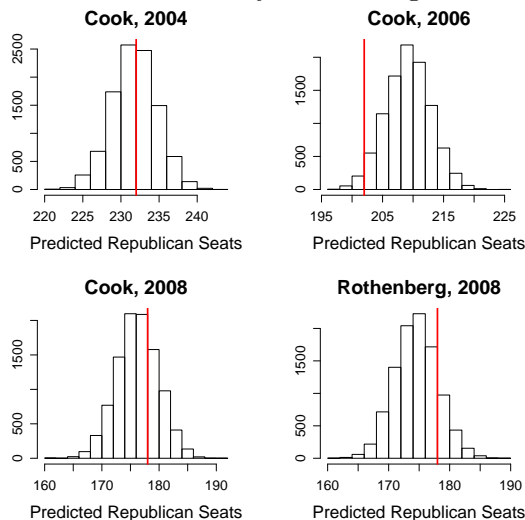 Cook, 2004
0 500 1500 2500
220 225 230 235 240
Predicted Republican Seats
Cook, 2006
0 500 1500
195 205 215 225
Predicted Republican Seats
Cook, 2008
0 500 1500
160 170 180 190
Predicted Republican Seats
Rothenberg, 2008
0 500 1500
160 170 180 190
Predicted Republican Seats